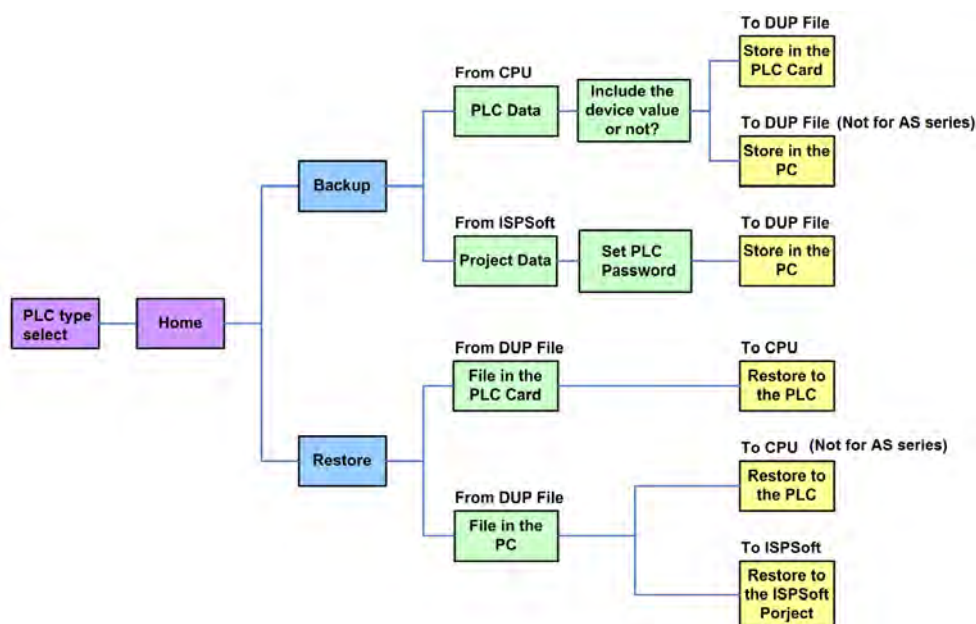 To DUP File
Store in the
PLC Card
From CPU
PLC Data
Include the
device value
or not?
To DUP File (Not for AS series)
Store in the
PC
Backup
From ISPSoft
Project Data
Set PLC
Password
To DUP File
Store in the
PC
PLC type
select
Home
From DUP File
File in the
PLC Card
To CPU
Restore to
the PLC
Restore
From DUP File
File in the
PC
To CPU (Not for AS series)
Restore to
the PLC
To ISPSoft
Restore to
the ISPSoft
Porject